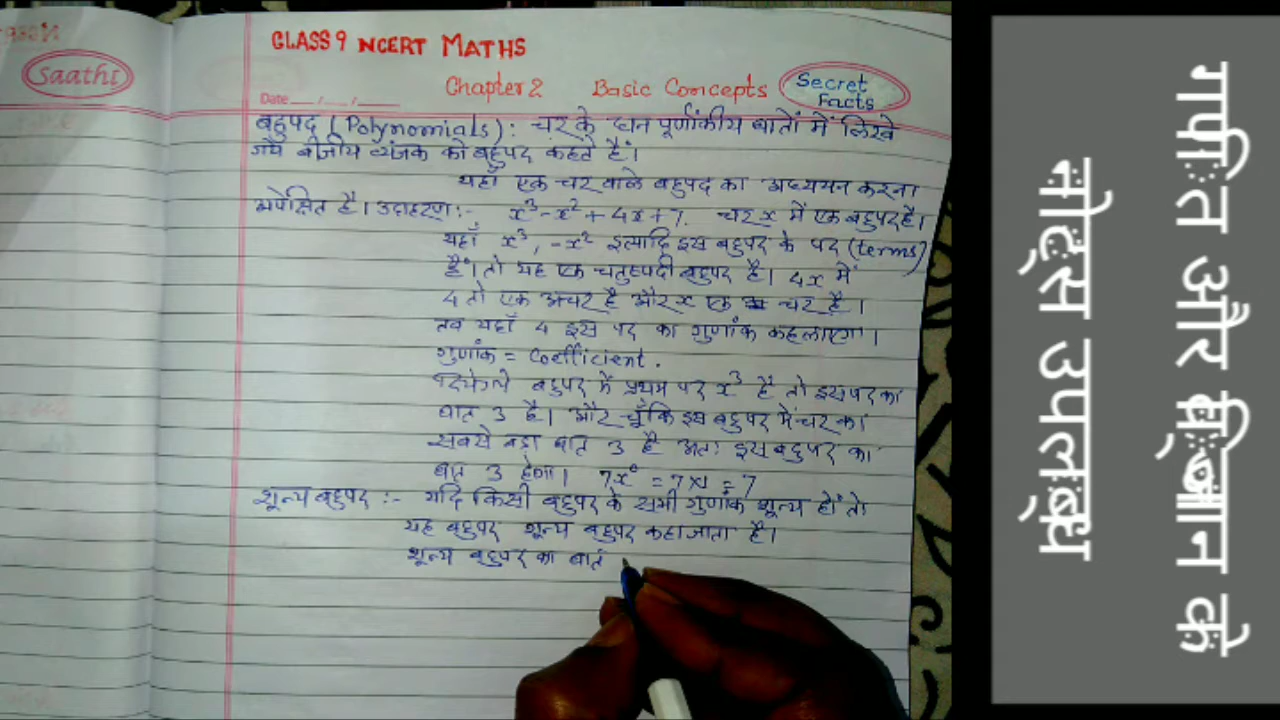 Saathi
CLASS 9 NCERT MATHS
Chapter 2 Basic Concepts Secret Facts
Date
बहुपद (Polynomials): चर के धन पूर्णांकीय घातों में लिखे
गये बीजीय व्यंजक को बहुपद कहते हैं।
यहाँ एक चर वाले बहुपद का अध्ययन करना
अपेक्षित है। उदाहरण:- x³-x²+4x+7. चर x में एक बहुपद है।
यहाँ x³, -x² इत्यादि इस बहुपद के पद (terms)
हैं। तो यह एक चतुष्पदी बहुपद है। 4x में
4 तो एक अचर है और x एक चर है।
तब यहाँ 4 इस पद का गुणांक कहलाएगा।
गुणांक = Coefficient.
बहुपद में प्रथम पद x³ है तो इस पद का
घात 3 है। और चूँकि इस बहुपद में चर का
सबसे बड़ा घात 3 है अतः इस बहुपद का
घात 3 होगा। 7x⁰ = 7×1 = 7
शून्य बहुपद :- यदि किसी बहुपद के सभी गुणांक शून्य हों तो
यह बहुपद शून्य बहुपद कहा जाता है।
शून्य बहुपद का घात
गणित और विज्ञान के
नोट्स उपलब्ध